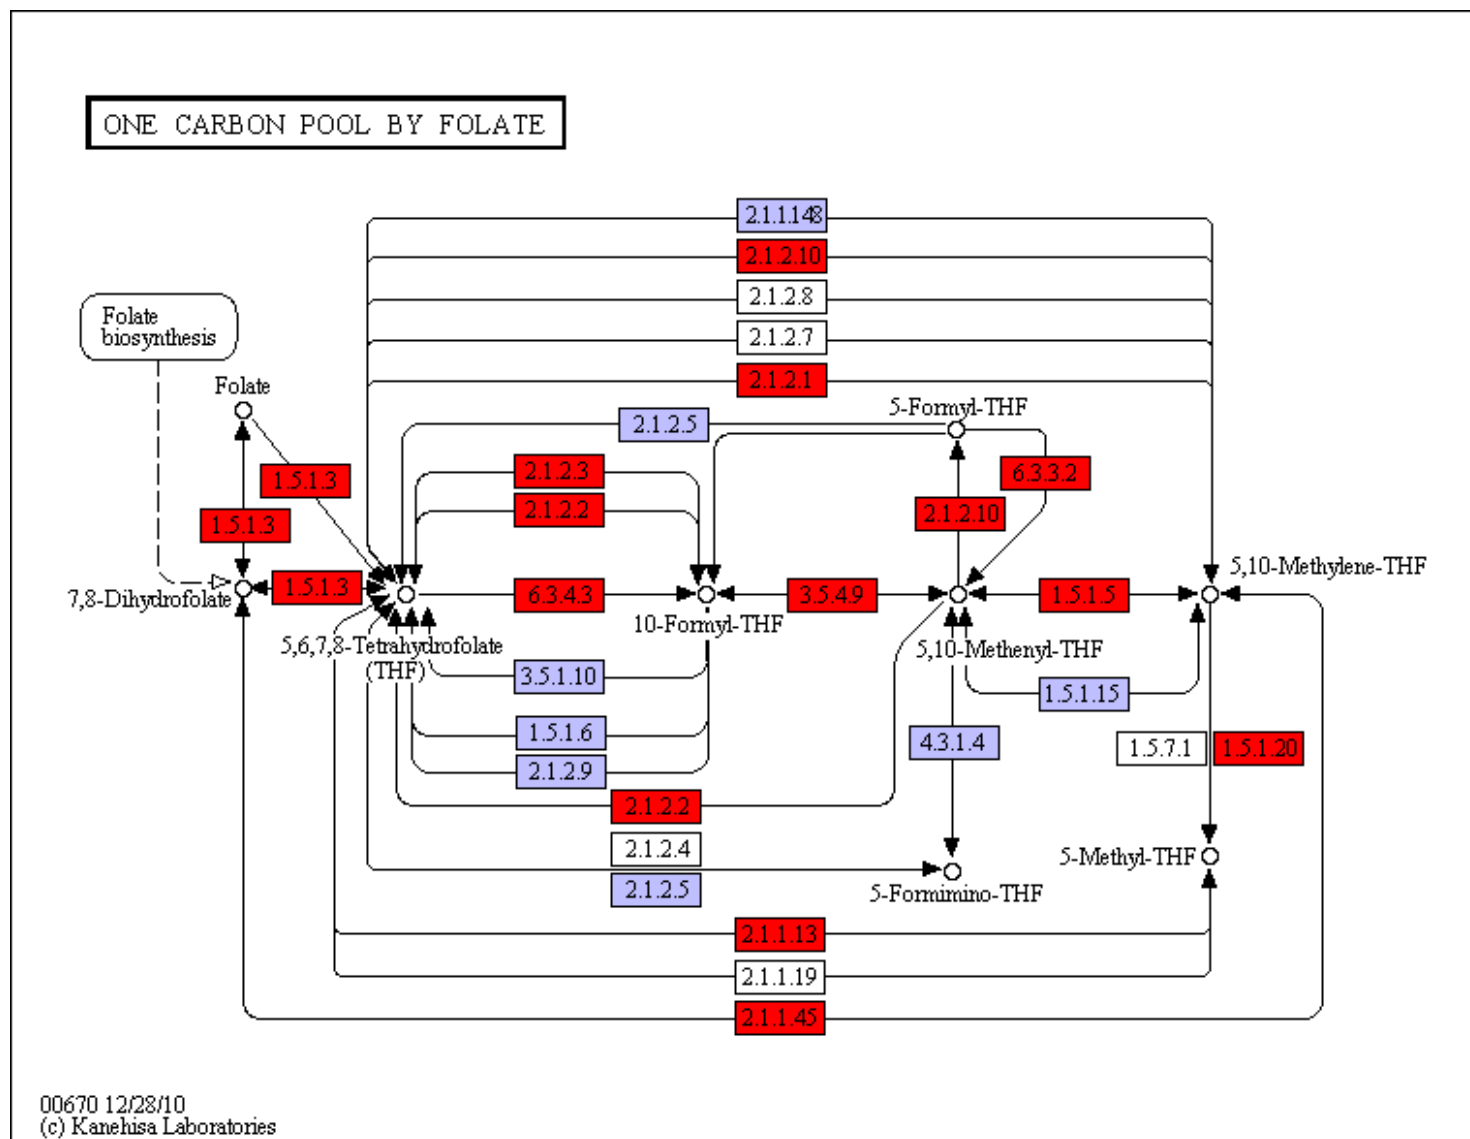 ONE CARBON POOL BY FOLATE
2.1.1.148
2.1.2.10
2.1.2.8
2.1.2.7
2.1.2.1
Folate
biosynthesis
Folate
5-Formyl-THF
2.1.2.5
1.5.1.3
2.1.2.3
6.3.3.2
1.5.1.3
2.1.2.2
2.1.2.10
7,8-Dihydrofolate
1.5.1.3
6.3.4.3
3.5.4.9
1.5.1.5
5,10-Methylene-THF
5,6,7,8-Tetrahydrofolate
(THF)
10-Formyl-THF
5,10-Methenyl-THF
3.5.1.10
1.5.1.15
1.5.1.6
4.3.1.4
1.5.7.1
1.5.1.20
2.1.2.9
2.1.2.2
2.1.2.4
2.1.2.5
5-Formimino-THF
5-Methyl-THF
2.1.1.13
2.1.1.19
2.1.1.45
00670 12/28/10
(c) Kanehisa Laboratories